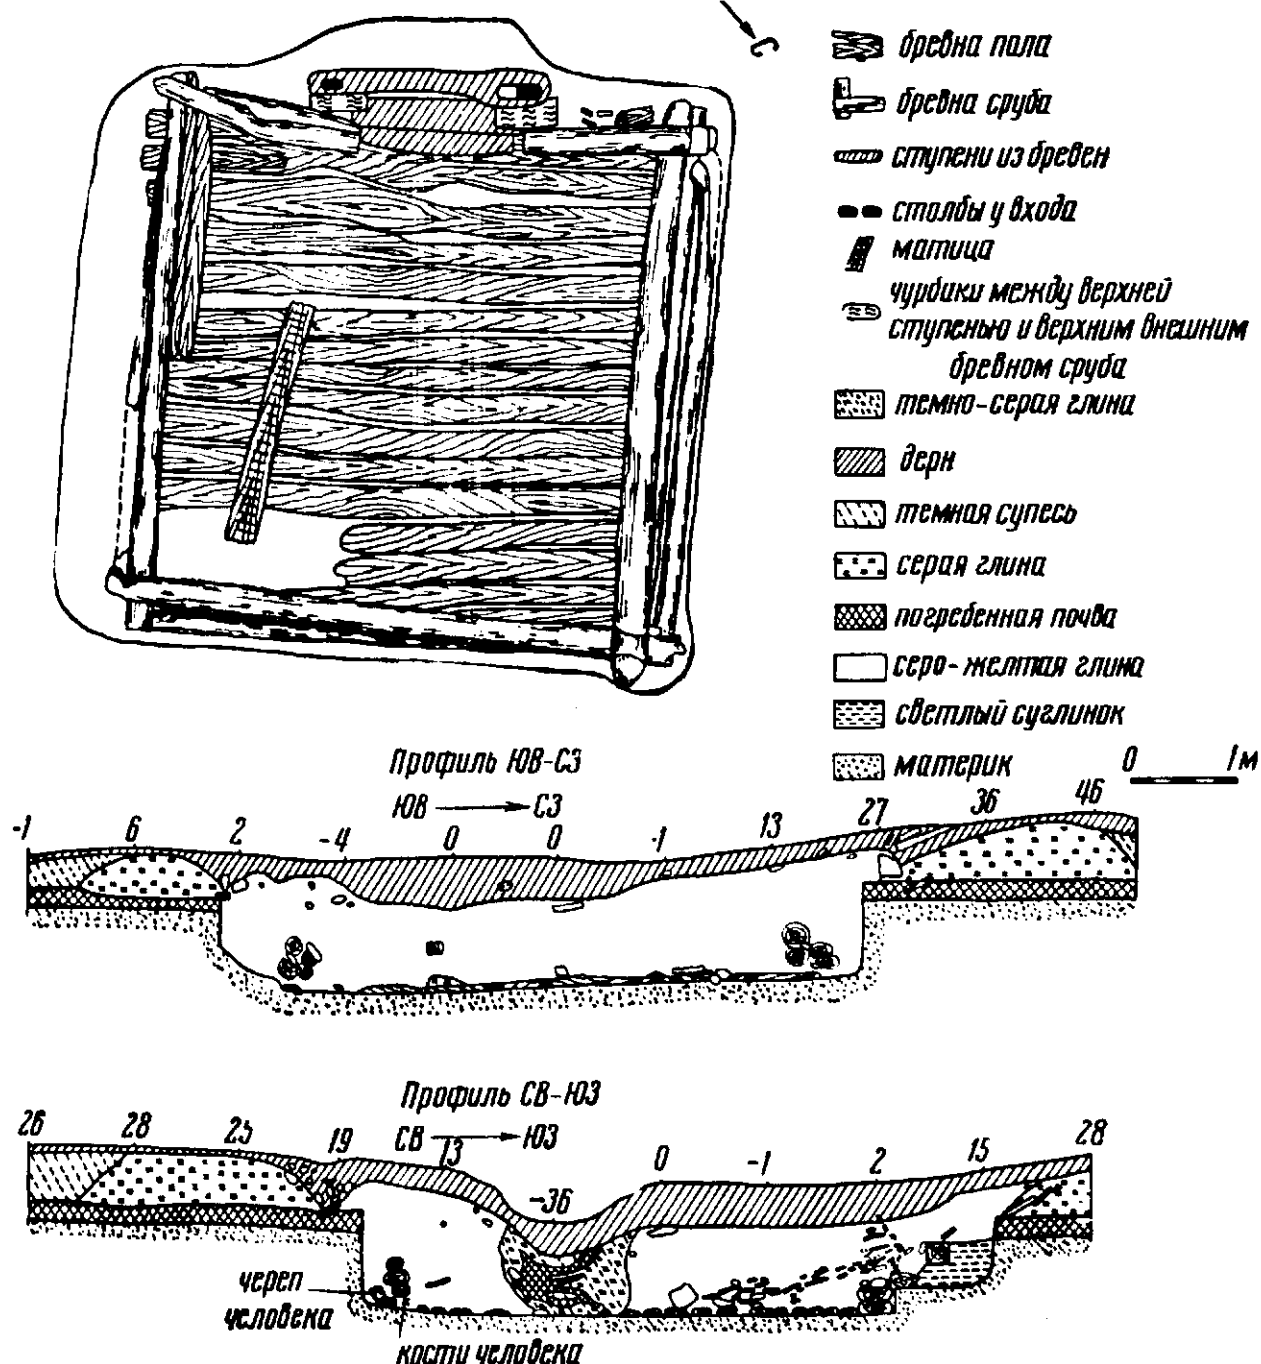 С
бревна пола
бревна сруба
ступени из бревен
столбы у входа
матица
чурбаки между верхней
ступенью и верхним внешним
бревном сруба
темно-серая глина
дерн
темная супесь
серая глина
погребенная почва
серо-желтая глина
светлый суглинок
материк
0 1м
Профиль ЮВ-СЗ
ЮВ СЗ
-1 6 2 -4 0 0 -1 13 27 36 46
Профиль СВ-ЮЗ
СВ ЮЗ
26 28 25 19 13 -36 0 -1 2 15 28
череп
человека
кости человека